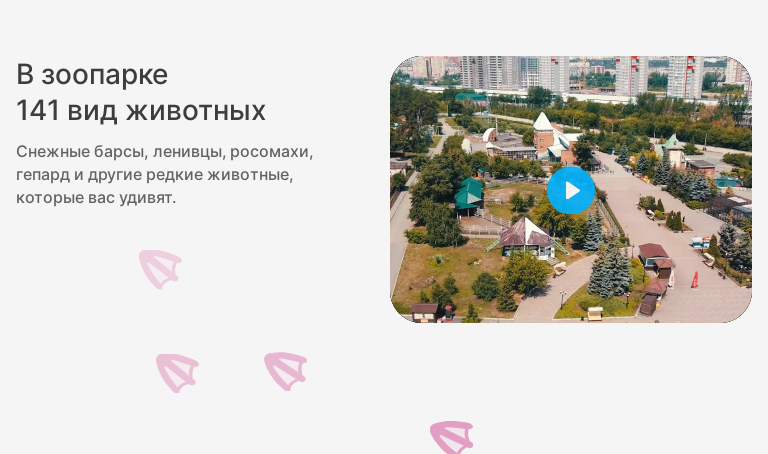 В зоопарке
141 вид животных
Снежные барсы, ленивцы, росомахи,
гепард и другие редкие животные,
которые вас удивят.